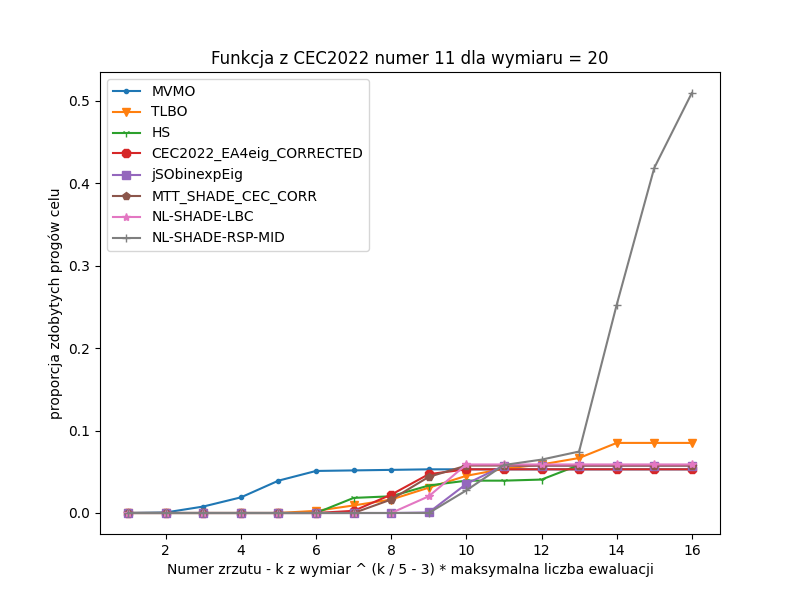 Funkcja z CEC2022 numer 11 dla wymiaru = 20
MVMO
TLBO
HS
CEC2022_EA4eig_CORRECTED
jSObinexpEig
MTT_SHADE_CEC_CORR
NL-SHADE-LBC
NL-SHADE-RSP-MID
proporcja zdobytych progów celu
0.5
0.4
0.3
0.2
0.1
0.0
2 4 6 8 10 12 14 16
Numer zrzutu - k z wymiar ^ (k / 5 - 3) * maksymalna liczba ewaluacji